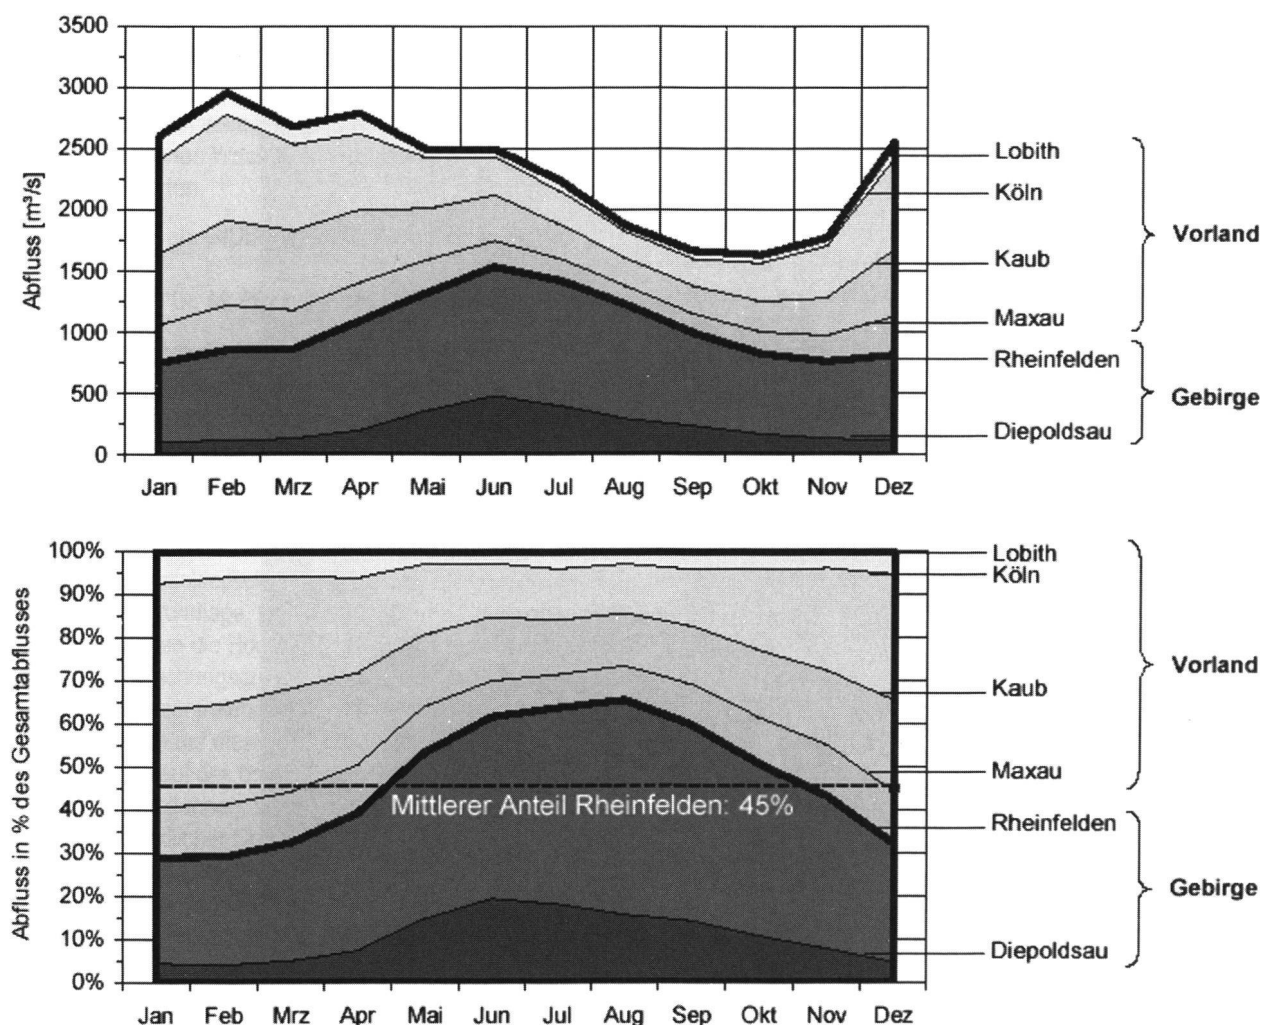 Abfluss [m³/s]
3500
3000
2500
2000
1500
1000
500
0
Jan Feb Mrz Apr Mai Jun Jul Aug Sep Okt Nov Dez
Lobith
Köln
Kaub
Maxau
Rheinfelden
Diepoldsau
Vorland
Gebirge
Abfluss in % des Gesamtabflusses
100%
90%
80%
70%
60%
50%
40%
30%
20%
10%
0%
Mittlerer Anteil Rheinfelden: 45%
Jan Feb Mrz Apr Mai Jun Jul Aug Sep Okt Nov Dez
Lobith
Köln
Kaub
Maxau
Rheinfelden
Diepoldsau
Vorland
Gebirge